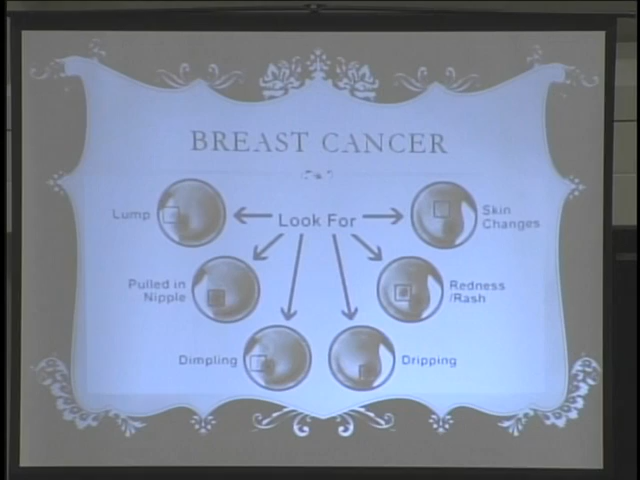 BREAST CANCER
Look For
Lump
Skin
Changes
Pulled in
Nipple
Redness
/Rash
Dimpling
Dripping